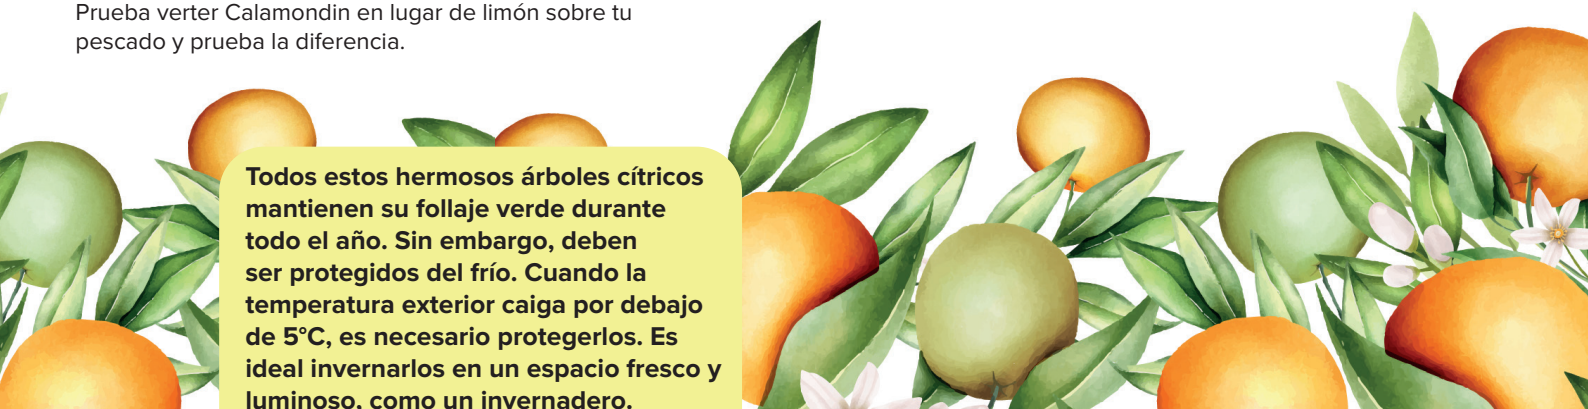 Prueba verter Calamondin en lugar de limón sobre tu
pescado y prueba la diferencia.
Todos estos hermosos árboles cítricos
mantienen su follaje verde durante
todo el año. Sin embargo, deben
ser protegidos del frío. Cuando la
temperatura exterior caiga por debajo
de 5°C, es necesario protegerlos. Es
ideal invernarlos en un espacio fresco y
luminoso, como un invernadero.